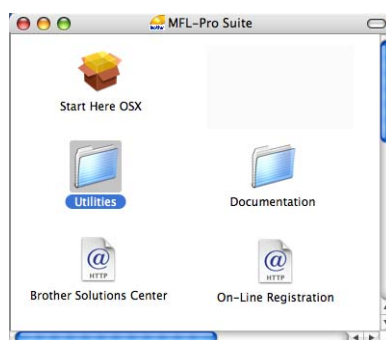 MFL-Pro Suite
Start Here OSX
Utilities
Documentation
@
HTTP
@
HTTP
Brother Solutions Center
On-Line Registration